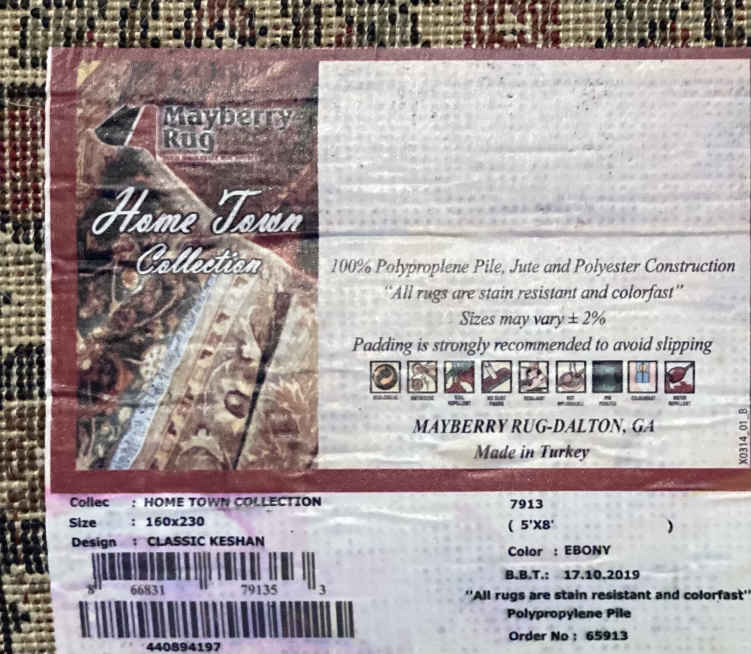 Mayberry
Rug
Home Town
Collection
100% Polyproplene Pile, Jute and Polyester Construction
"All rugs are stain resistant and colorfast"
Sizes may vary ± 2%
Padding is strongly recommended to avoid slipping
MAYBERRY RUG-DALTON, GA
Made in Turkey
X0314_01_B
Collec : HOME TOWN COLLECTION
Size : 160x230
Design : CLASSIC KESHAN
8 66831 79135 3
440894197
7913
( 5'X8' )
Color : EBONY
B.B.T.: 17.10.2019
"All rugs are stain resistant and colorfast"
Polypropylene Pile
Order No : 65913